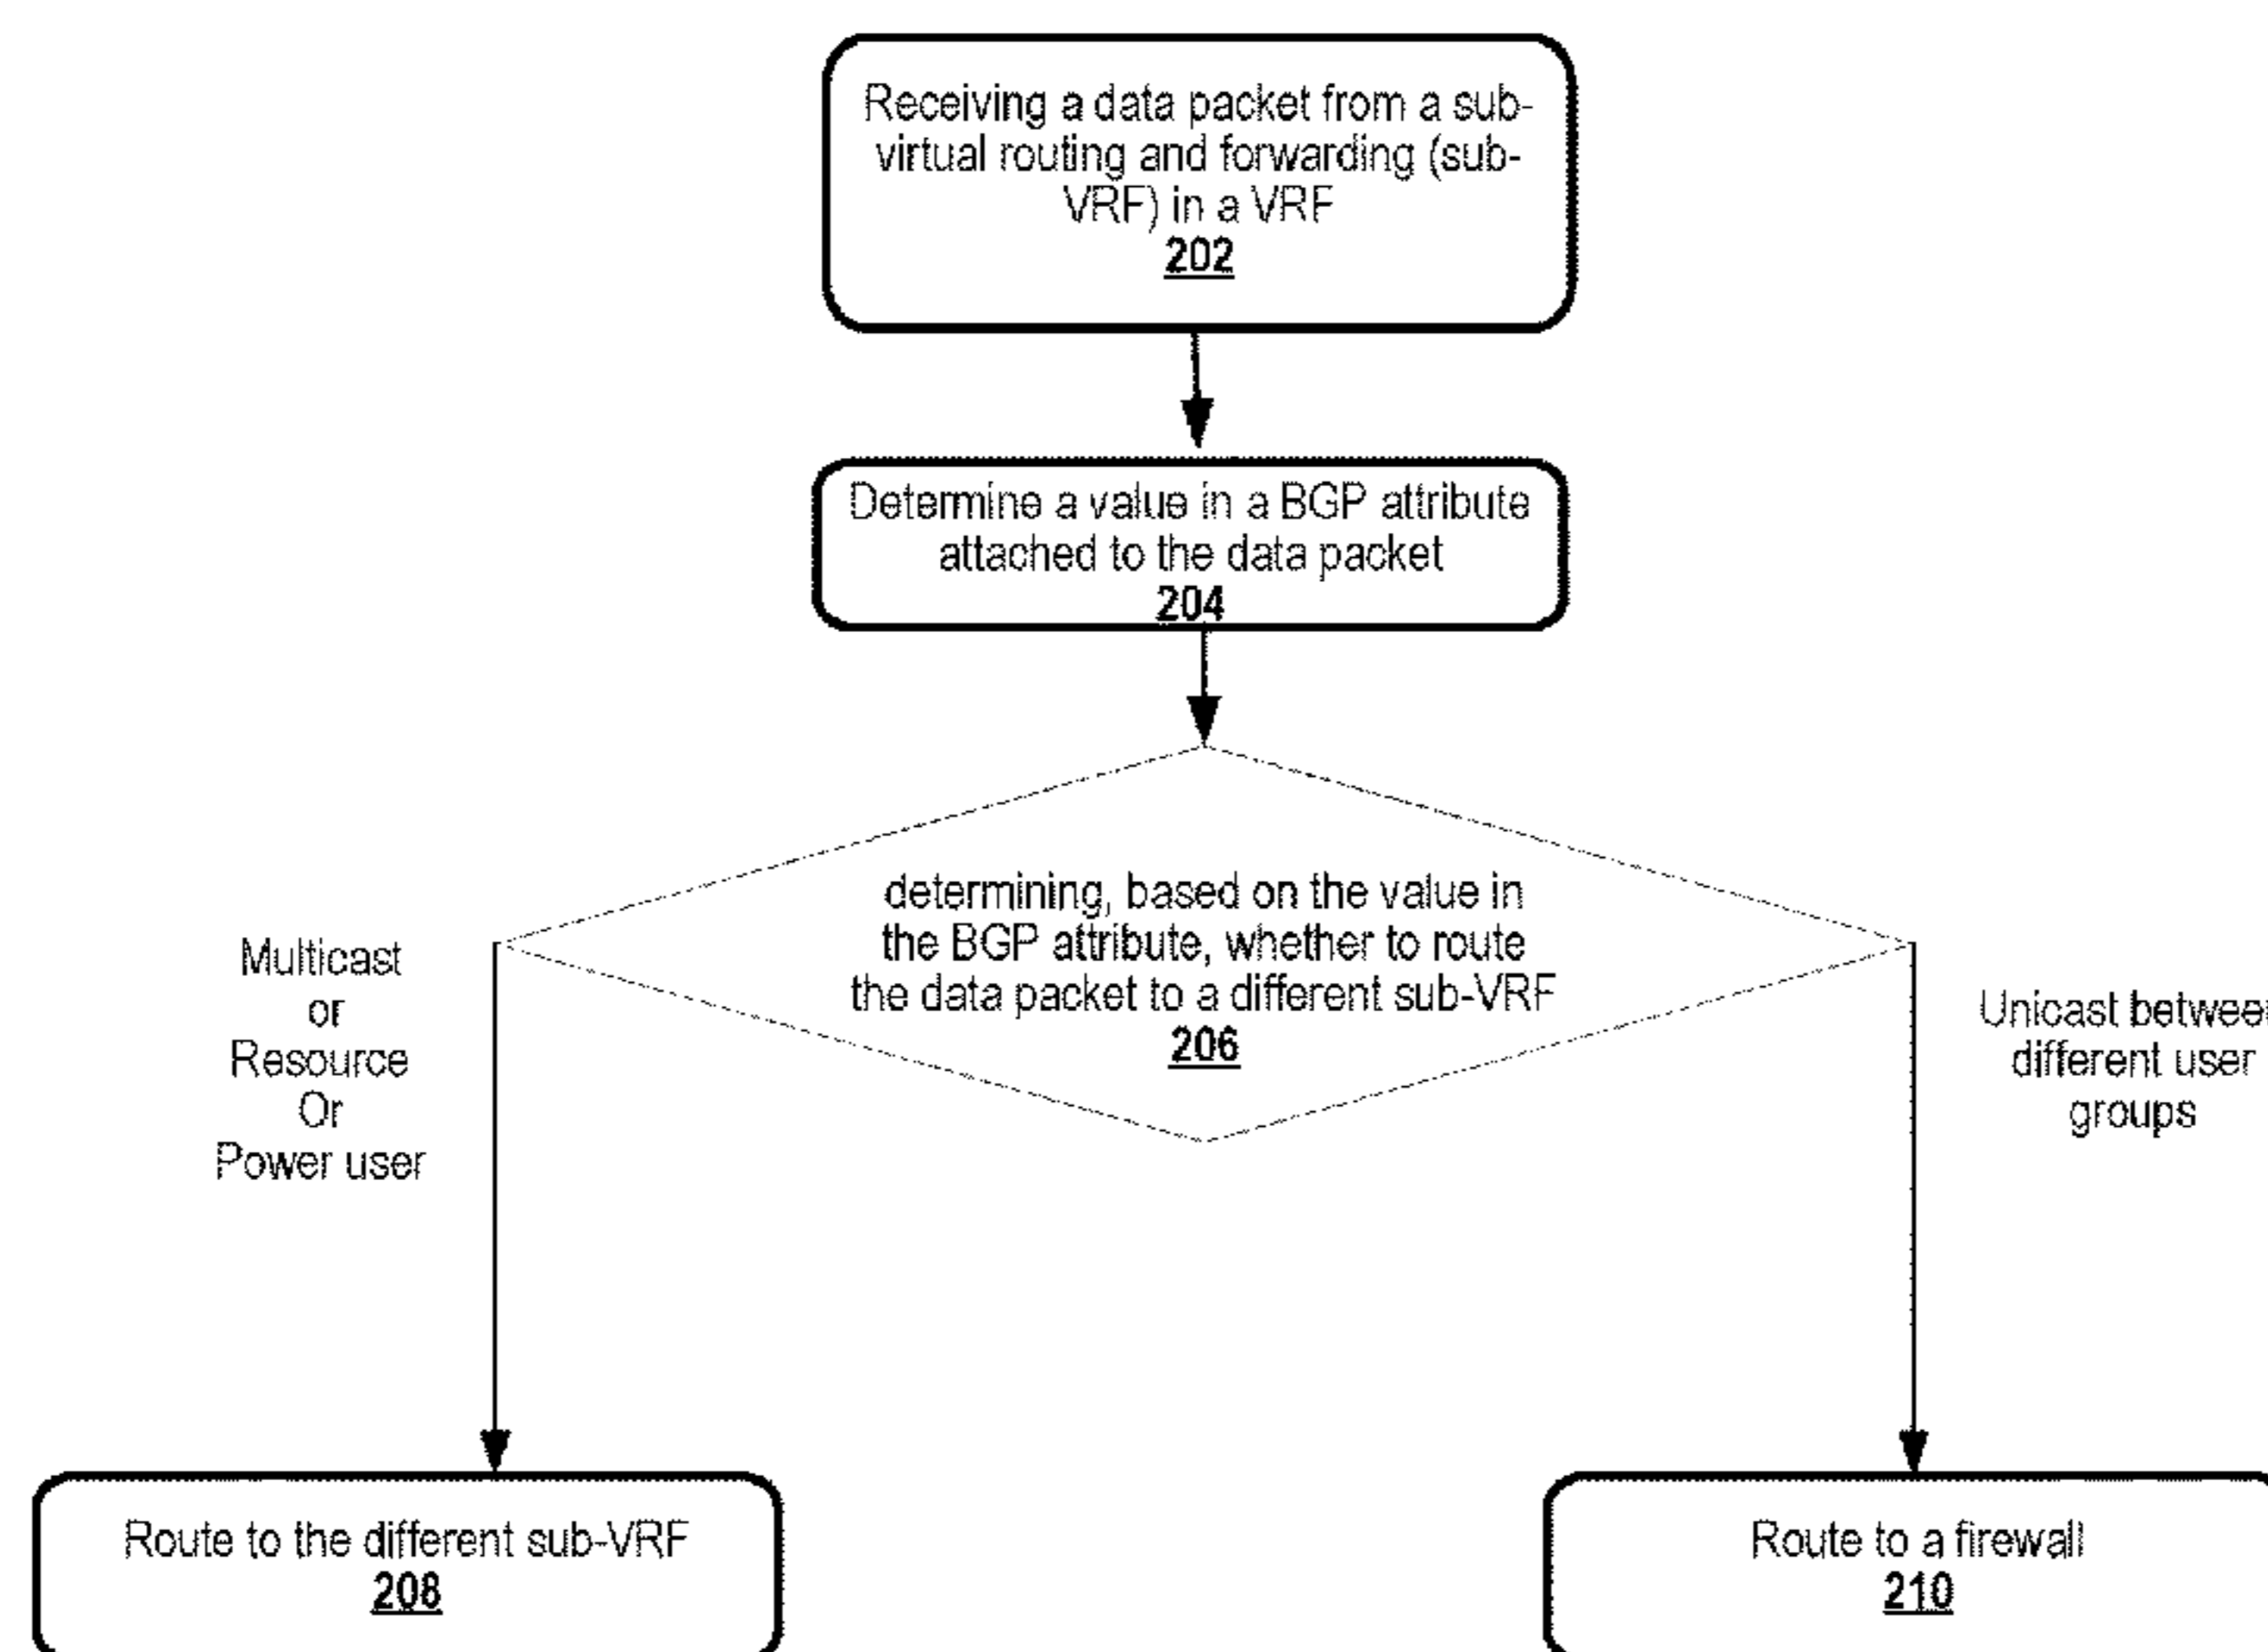 Receiving a data packet from a sub-
virtual routing and forwarding (sub-
VRF) in a VRF
202
Determine a value in a BGP attribute
attached to the data packet
204
determining, based on the value in
the BGP attribute, whether to route
the data packet to a different sub-VRF
206
Multicast
or
Resource
Or
Power user
Unicast between
different user
groups
Route to the different sub-VRF
208
Route to a firewall
210